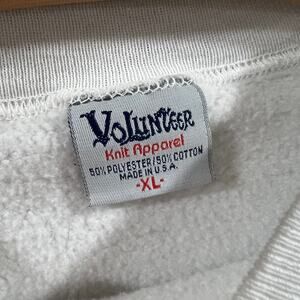 VOLUNTEER
Knit Apparel
50% POLYESTER/50% COTTON
MADE IN U.S.A.
-XL-